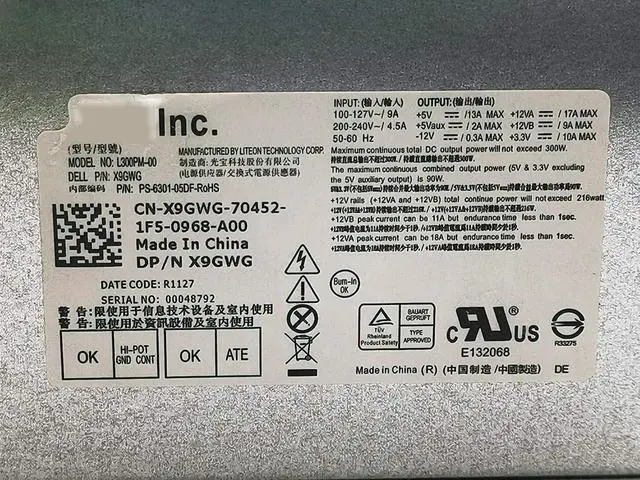 Inc.
(型号/型號)
MODEL NO: L300PM-00
DELL P/N: X9GWG
内部编码: P/N: PS-6301-05DF-RoHS
MANUFACTURED BY LITEON TECHNOLOGY CORP.
制造商: 光宝科技股份有限公司
(电源供应器/交換式電源供應器)
CN-X9GWG-70452-
1F5-0968-A00
Made In China
DP/N X9GWG
DATE CODE: R1127
SERIAL NO: 00048792
警告: 限使用于信息技术设备及室内使用
警告: 限使用於資訊設備及室内使用
OK
HI-POT
GND CONT
OK
ATE
Burn-In
OK
INPUT: (输入/輸入)
100-127V~/ 9A
200-240V~/ 4.5A
50-60 Hz
OUTPUT: (输出/輸出)
+5V /13A MAX +12VA / 17A MAX
+5Vaux / 2A MAX +12VB / 9A MAX
-12V / 0.3A MAX +3.3V / 10A MAX
Maximum continuous total DC output power will not exceed 300W.
The maximum continuous combined output power (5V & 3.3V excluding
the 5V auxiliary output) is 90W.
+12V rails (+12VA and +12VB) total continuous power will not exceed 216watt.
+12VB peak current can be 11A but endurance time less than 1sec.
+12VA peak current can be 18A but endurance time less than 1sec.
TÜV
Rheinland
Product Safety
BAUART
GEPRÜFT
TYPE
APPROVED
c RU US
®
E132068
R33275
Made in China (R) (中国制造 /中國製造) DE